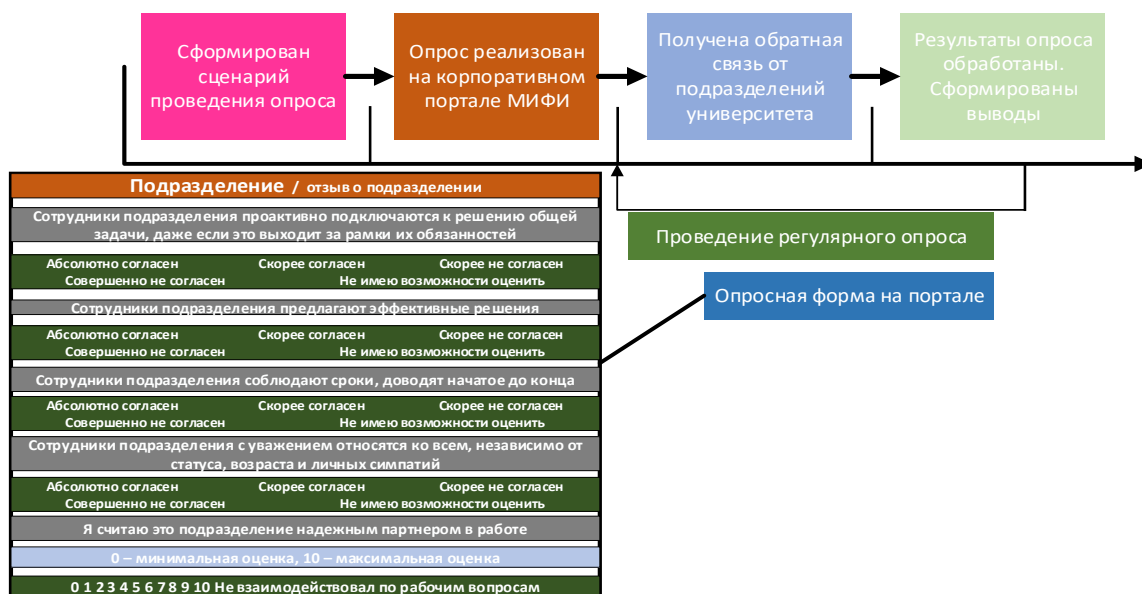 Сформирован
сценарий
проведения опроса
Опрос реализован
на корпоративном
портале МИФИ
Получена обратная
связь от
подразделений
университета
Результаты опроса
обработаны.
Сформированы
выводы
Проведение регулярного опроса
Опросная форма на портале
Подразделение / отзыв о подразделении
Сотрудники подразделения проактивно подключаются к решению общей
задачи, даже если это выходит за рамки их обязанностей
Абсолютно согласен Скорее согласен Скорее не согласен
Совершенно не согласен Не имею возможности оценить
Сотрудники подразделения предлагают эффективные решения
Абсолютно согласен Скорее согласен Скорее не согласен
Совершенно не согласен Не имею возможности оценить
Сотрудники подразделения соблюдают сроки, доводят начатое до конца
Абсолютно согласен Скорее согласен Скорее не согласен
Совершенно не согласен Не имею возможности оценить
Сотрудники подразделения с уважением относятся ко всем, независимо от
статуса, возраста и личных симпатий
Абсолютно согласен Скорее согласен Скорее не согласен
Совершенно не согласен Не имею возможности оценить
Я считаю это подразделение надежным партнером в работе
0 – минимальная оценка, 10 – максимальная оценка
0 1 2 3 4 5 6 7 8 9 10 Не взаимодействовал по рабочим вопросам